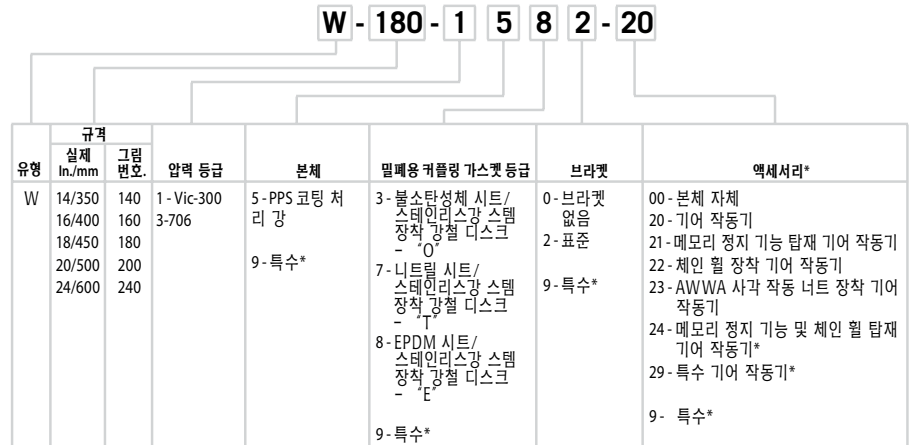 W - 180 - 1 5 8 2 - 20
유형
규격
실제 In./mm
그림 번호.
압력 등급
본체
밀폐용 커플링 가스켓 등급
브라켓
액세서리*
W
14/350 140
16/400 160
18/450 180
20/500 200
24/600 240
1 - Vic-300
3-706
5 - PPS 코팅 처
리 강
9 - 특수*
3 - 불소탄성체 시트/
스테인리스강 스템
장착 강철 디스크
– "O"
7 - 니트릴 시트/
스테인리스강 스템
장착 강철 디스크
– "T"
8 - EPDM 시트/
스테인리스강 스템
장착 강철 디스크
– "E"
9 - 특수*
0 - 브라켓
없음
2 - 표준
9 - 특수*
00 - 본체 자체
20 - 기어 작동기
21 - 메모리 정지 기능 탑재 기어 작동기
22 - 체인 휠 장착 기어 작동기
23 - AWWA 사각 작동 너트 장착 기어
작동기
24 - 메모리 정지 기능 및 체인 휠 탑재
기어 작동기*
29 - 특수 기어 작동기*
9 - 특수*